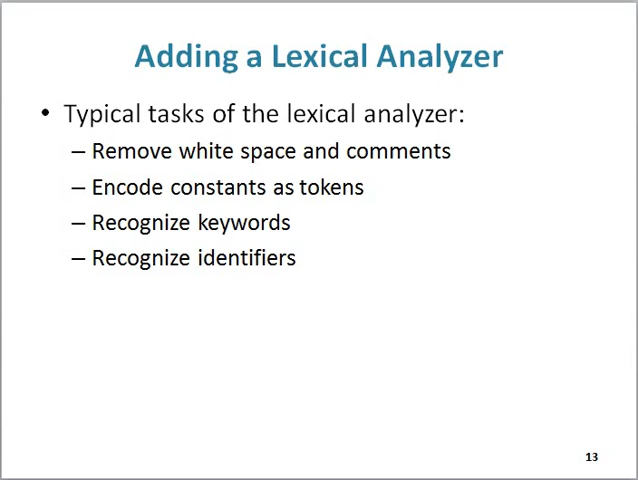 Adding a Lexical Analyzer
• Typical tasks of the lexical analyzer:
– Remove white space and comments
– Encode constants as tokens
– Recognize keywords
– Recognize identifiers
13